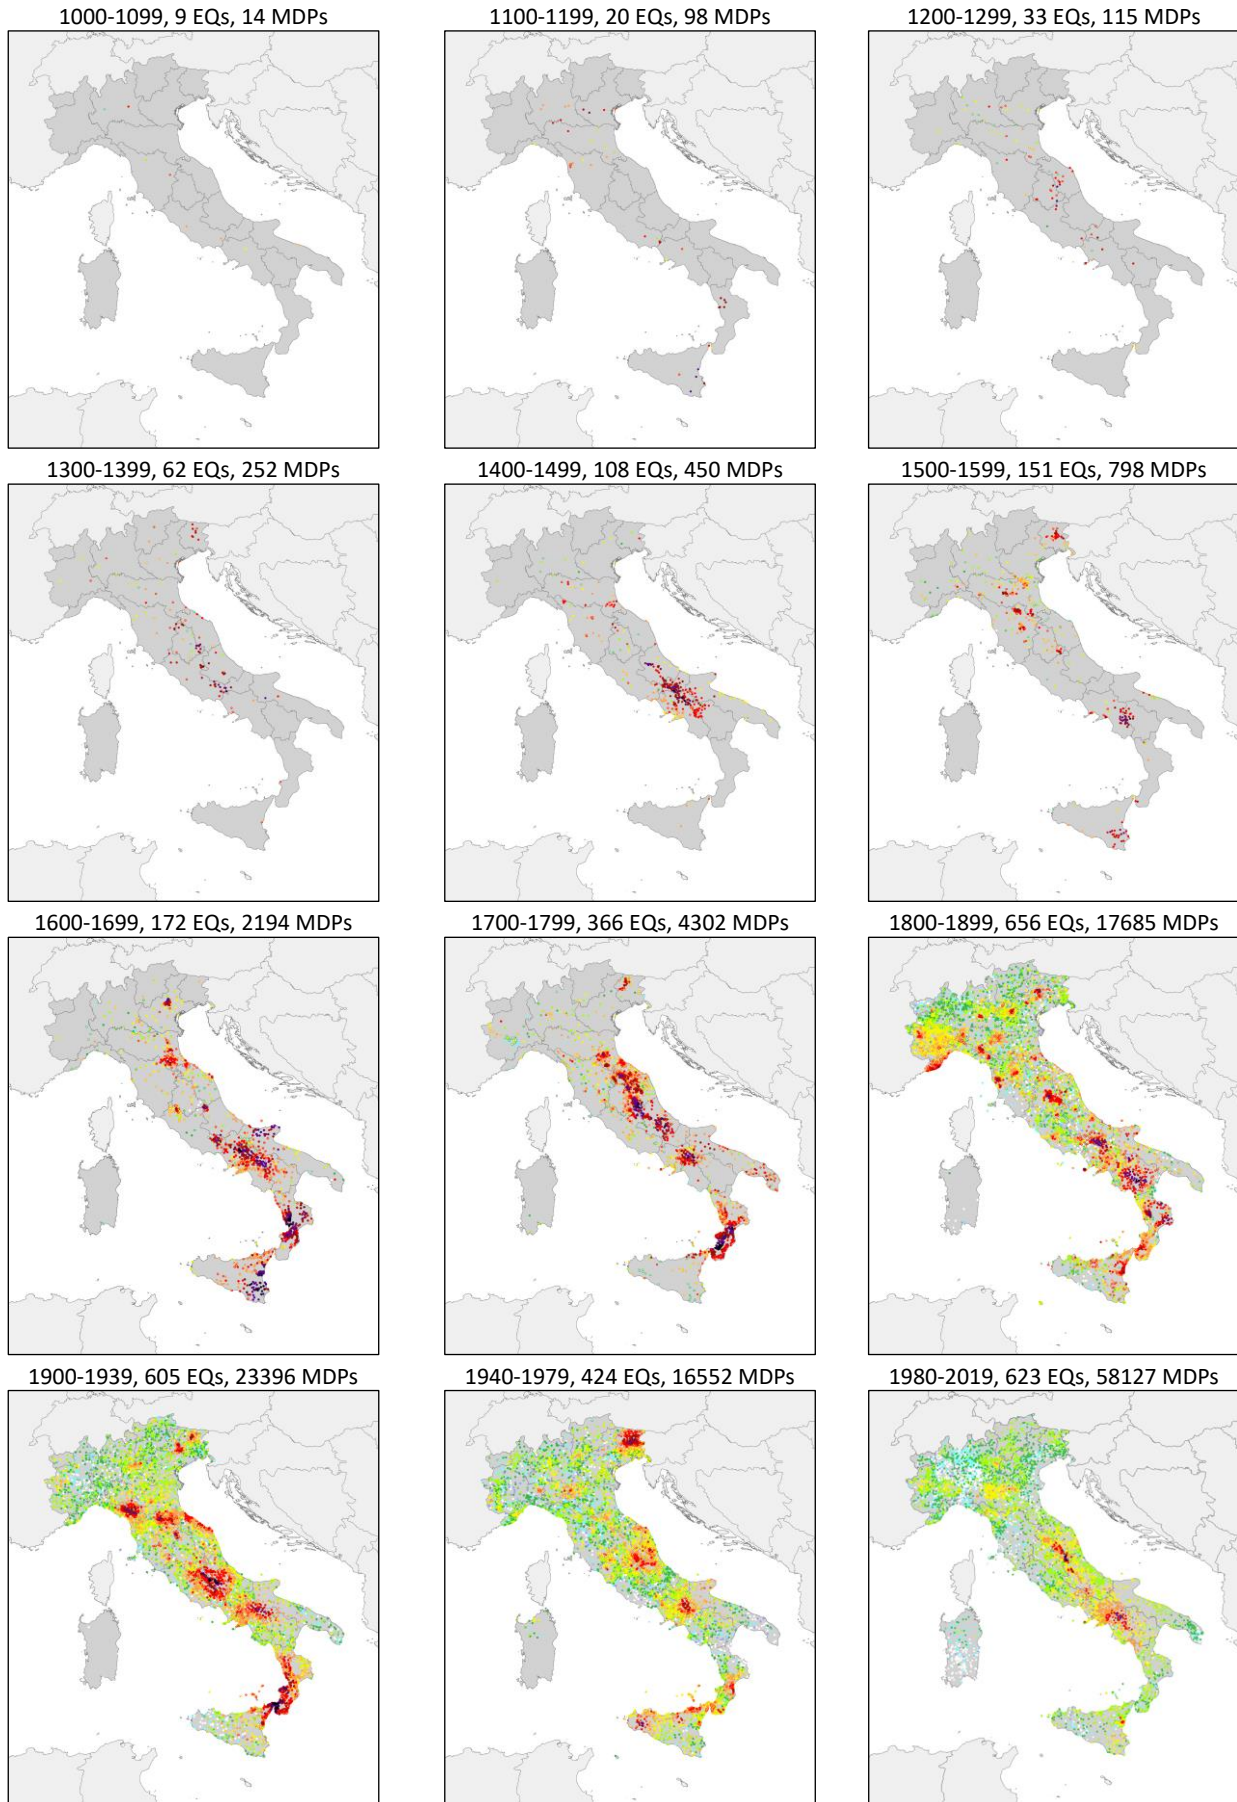 1000-1099, 9 EQs, 14 MDPs
1100-1199, 20 EQs, 98 MDPs
1200-1299, 33 EQs, 115 MDPs
1300-1399, 62 EQs, 252 MDPs
1400-1499, 108 EQs, 450 MDPs
1500-1599, 151 EQs, 798 MDPs
1600-1699, 172 EQs, 2194 MDPs
1700-1799, 366 EQs, 4302 MDPs
1800-1899, 656 EQs, 17685 MDPs
1900-1939, 605 EQs, 23396 MDPs
1940-1979, 424 EQs, 16552 MDPs
1980-2019, 623 EQs, 58127 MDPs